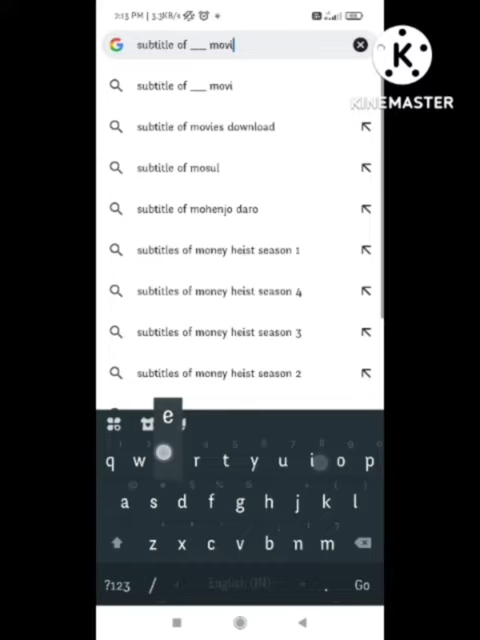 7:13 PM | 3.3KB/s
subtitle of ___ movi
K
KINEMASTER
subtitle of ___ movi
subtitle of movies download
subtitle of mosul
subtitle of mohenjo daro
subtitles of money heist season 1
subtitles of money heist season 4
subtitles of money heist season 3
subtitles of money heist season 2
e
q w r t y u i o p
a s d f g h j k l
z x c v b n m
?123 / English (IN) . Go